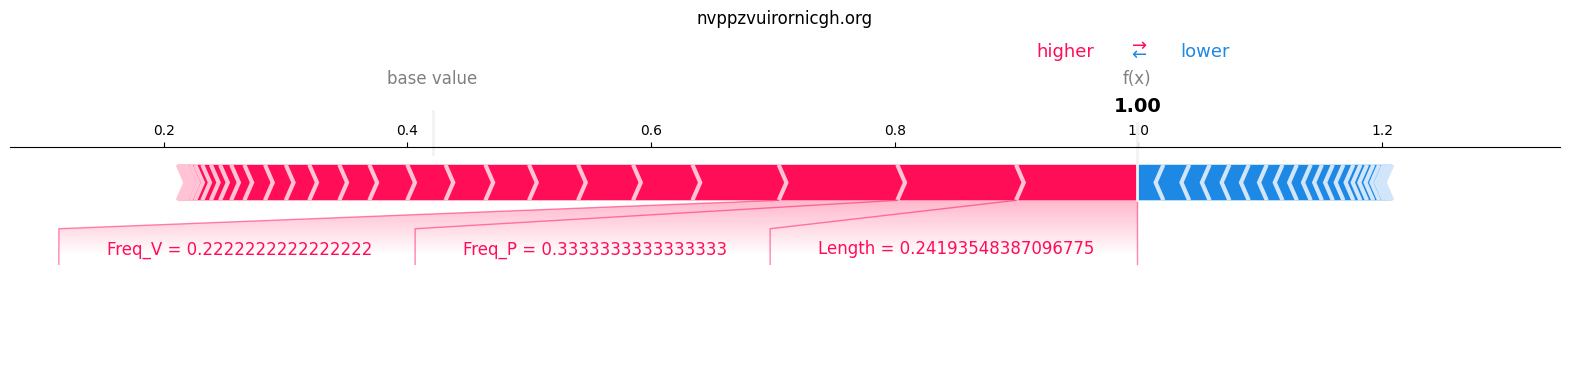 nvppzvuirornicgh.org
higher ⇄ lower
base value f(x)
1.00
0.2 0.4 0.6 0.8 1.0 1.2
Freq_V = 0.2222222222222222 Freq_P = 0.3333333333333333 Length = 0.24193548387096775